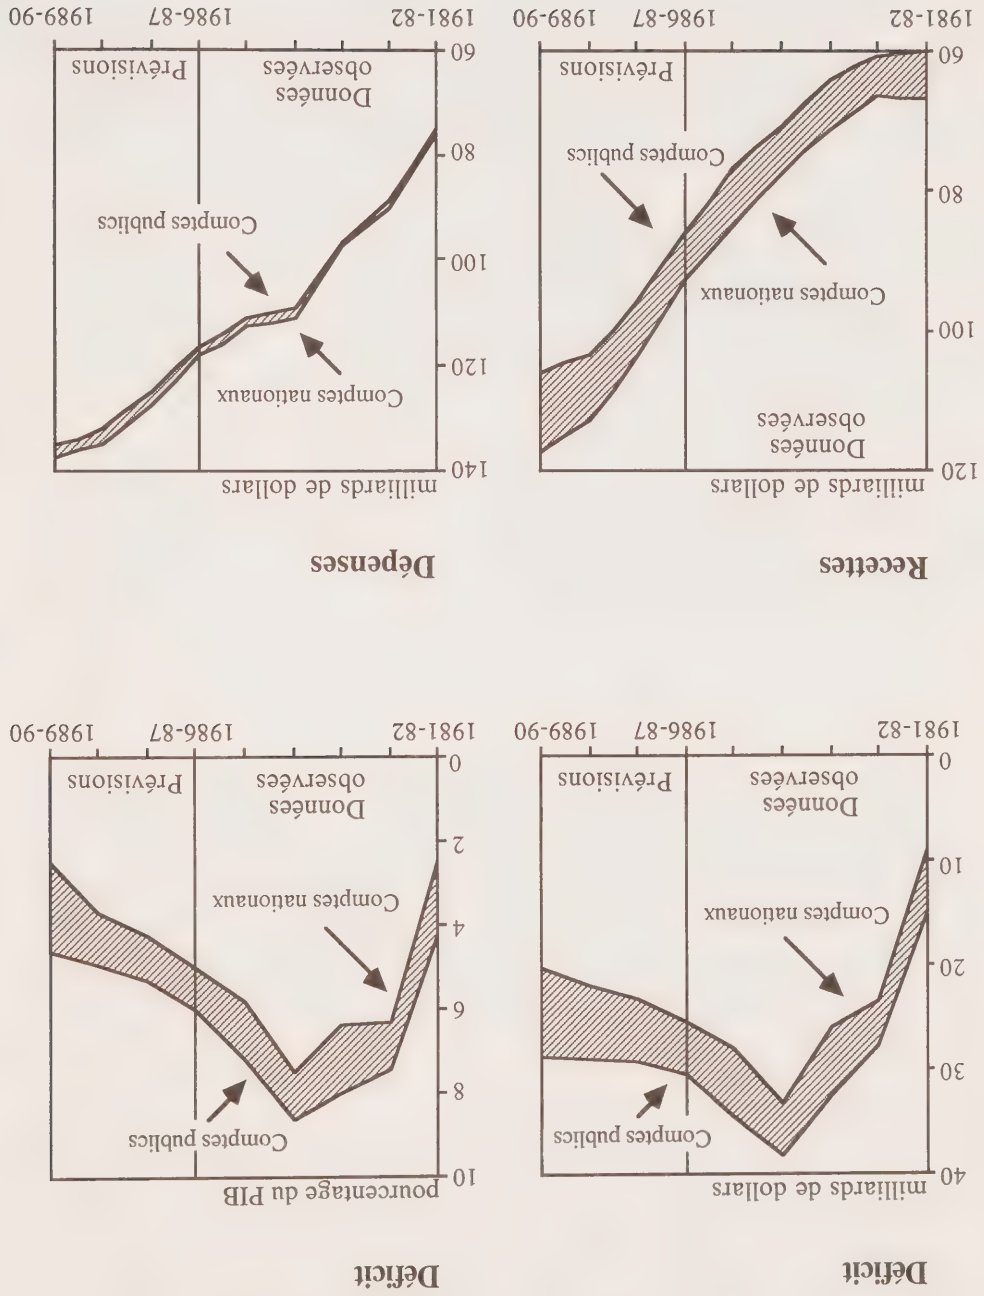 Déficit
milliards de dollars
40
30
20
10
0
Comptes publics
Comptes nationaux
Données
observées
Prévisions
1981-82
1986-87
1989-90
Déficit
pourcentage du PIB
10
8
6
4
2
0
Comptes publics
Comptes nationaux
Données
observées
Prévisions
1981-82
1986-87
1989-90
Recettes
milliards de dollars
120
100
80
60
Données
observées
Comptes nationaux
Comptes publics
Prévisions
1981-82
1986-87
1989-90
Dépenses
milliards de dollars
140
120
100
80
60
Comptes nationaux
Comptes publics
Données
observées
Prévisions
1981-82
1986-87
1989-90